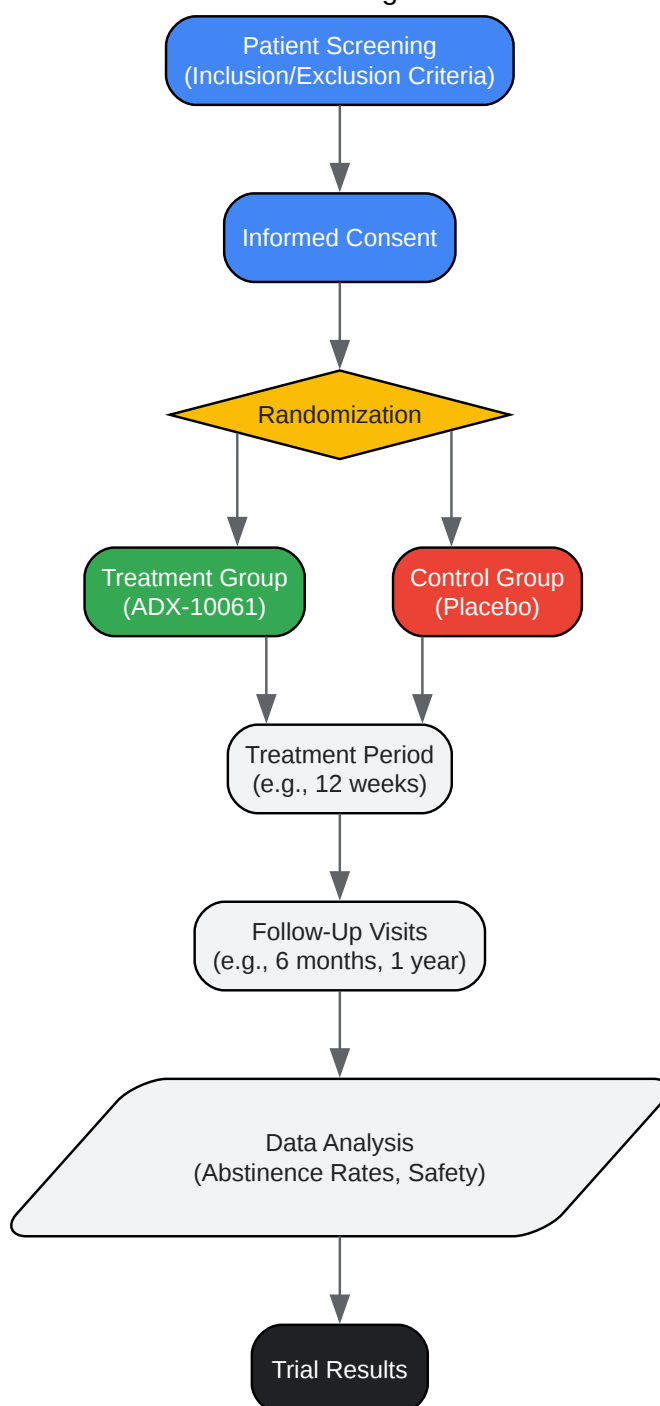 Patient Screening
(Inclusion/Exclusion Criteria)
Informed Consent
Randomization
Treatment Group
(ADX-10061)
Control Group
(Placebo)
Treatment Period
(e.g., 12 weeks)
Follow-Up Visits
(e.g., 6 months, 1 year)
Data Analysis
(Abstinence Rates, Safety)
Trial Results